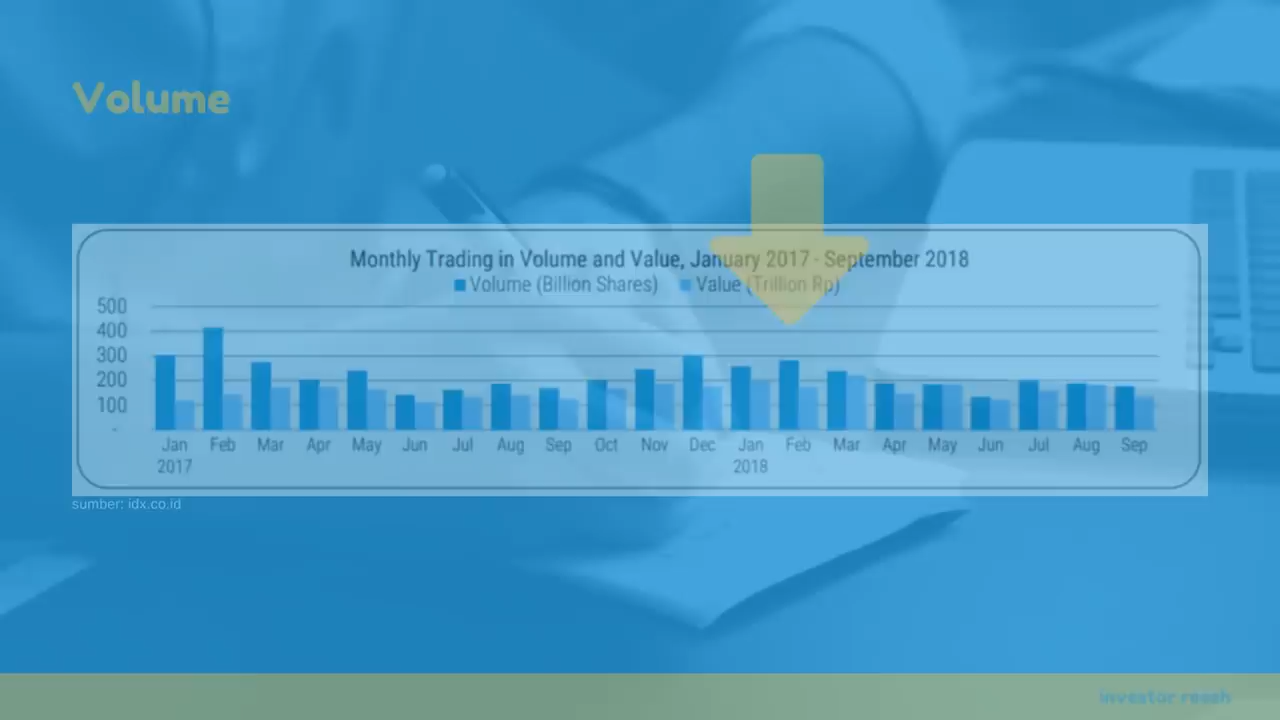 Volume
Monthly Trading in Volume and Value, January 2017 - September 2018
Volume (Billion Shares) Value (Trillion Rp)
500
400
300
200
100
-
Jan Feb Mar Apr May Jun Jul Aug Sep Oct Nov Dec Jan Feb Mar Apr May Jun Jul Aug Sep
2017 2018
sumber: idx.co.id